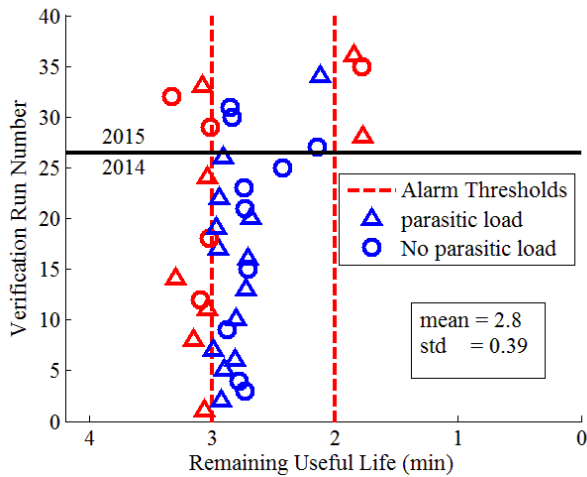 40
35
30
25
20
15
10
5
0
Verification Run Number
2015
2014
Alarm Thresholds
parasitic load
No parasitic load
mean = 2.8
std = 0.39
4 3 2 1 0
Remaining Useful Life (min)